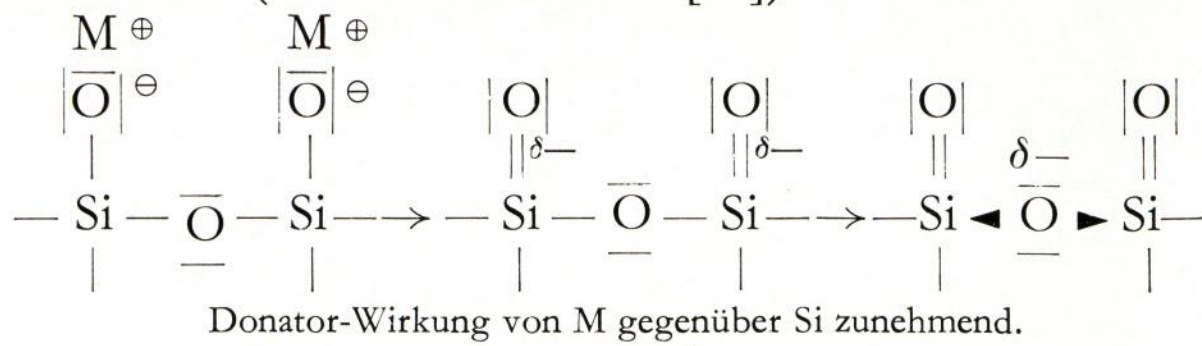 M ⊕ M ⊕
|O̅| ⊖ |O̅| ⊖ |O| |O| |O| |O|
| | || δ— || δ— || δ— ||
— Si — O̅ — Si —→ — Si — O̅ — Si —→ — Si ◄ O̅ ► Si —
Donator-Wirkung von M gegenüber Si zunehmend.